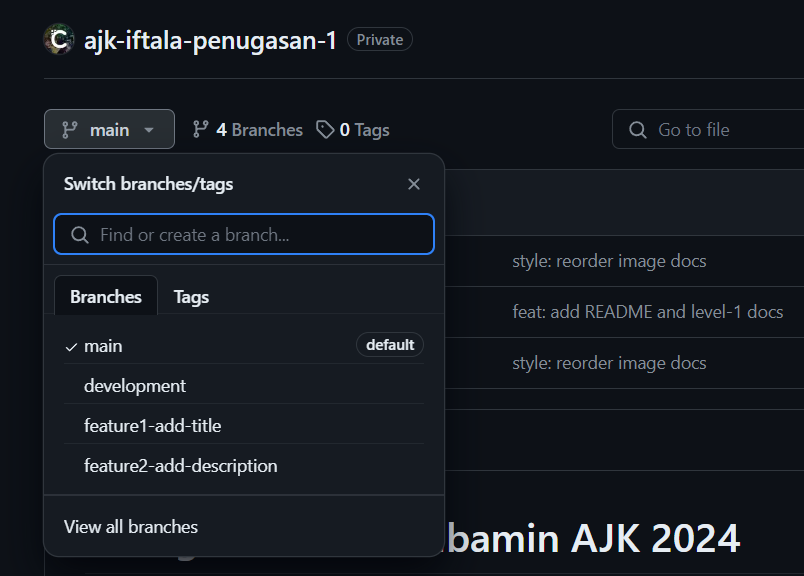 ajk-iftala-penugasan-1 Private
main 4 Branches 0 Tags Go to file
Switch branches/tags
Find or create a branch...
Branches Tags
main default
development
feature1-add-title
feature2-add-description
View all branches
style: reorder image docs
feat: add README and level-1 docs
style: reorder image docs
AJK 2024